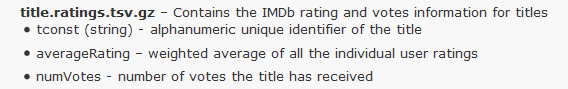 title.ratings.tsv.gz – Contains the IMDb rating and votes information for titles
• tconst (string) - alphanumeric unique identifier of the title
• averageRating – weighted average of all the individual user ratings
• numVotes - number of votes the title has received